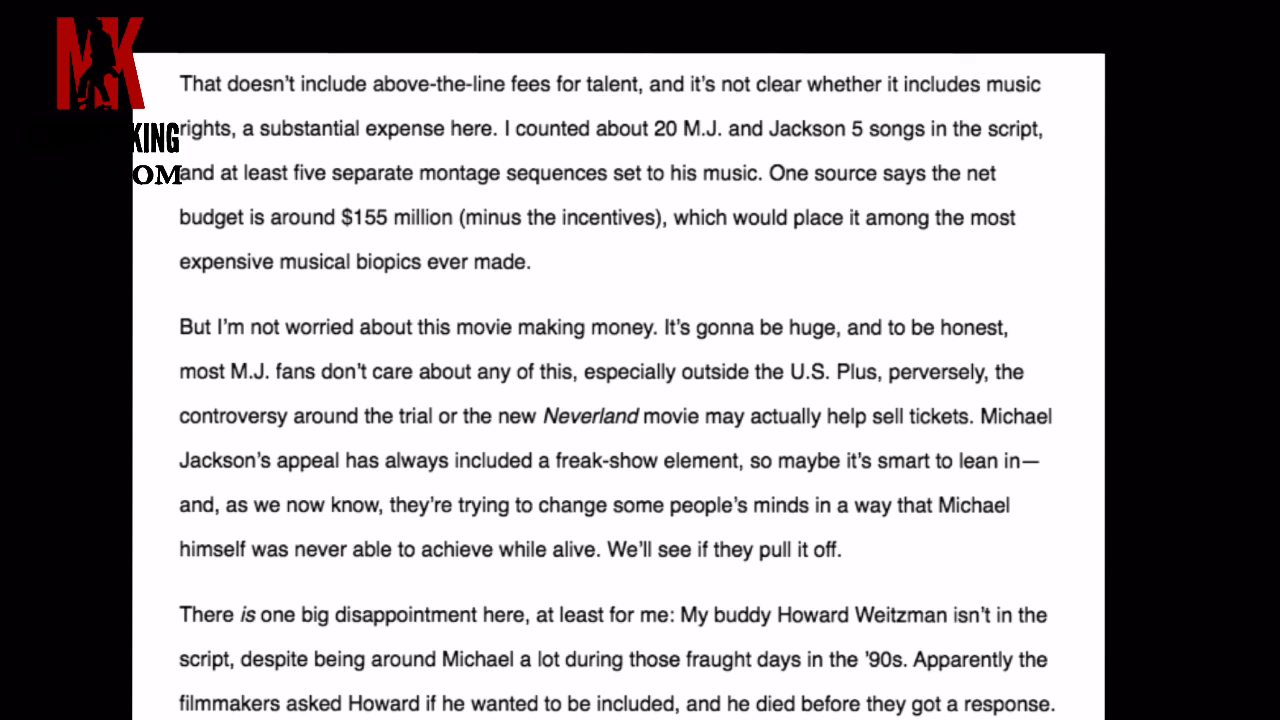 MK
KING
OM
That doesn't include above-the-line fees for talent, and it's not clear whether it includes music
rights, a substantial expense here. I counted about 20 M.J. and Jackson 5 songs in the script,
and at least five separate montage sequences set to his music. One source says the net
budget is around $155 million (minus the incentives), which would place it among the most
expensive musical biopics ever made.
But I'm not worried about this movie making money. It's gonna be huge, and to be honest,
most M.J. fans don't care about any of this, especially outside the U.S. Plus, perversely, the
controversy around the trial or the new Neverland movie may actually help sell tickets. Michael
Jackson's appeal has always included a freak-show element, so maybe it's smart to lean in—
and, as we now know, they're trying to change some people's minds in a way that Michael
himself was never able to achieve while alive. We'll see if they pull it off.
There is one big disappointment here, at least for me: My buddy Howard Weitzman isn't in the
script, despite being around Michael a lot during those fraught days in the '90s. Apparently the
filmmakers asked Howard if he wanted to be included, and he died before they got a response.